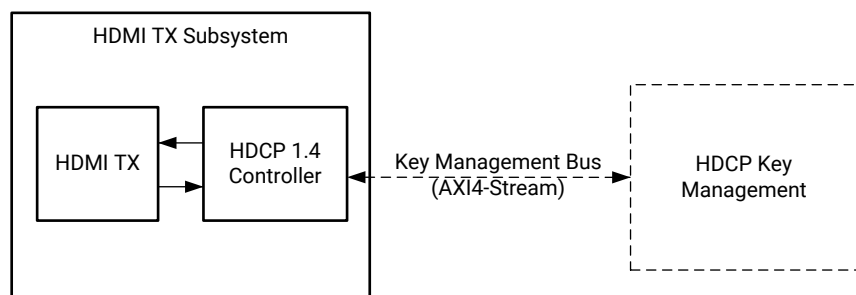 HDMI TX Subsystem
HDMI TX
HDCP 1.4
Controller
Key Management Bus
(AXI4-Stream)
HDCP Key
Management